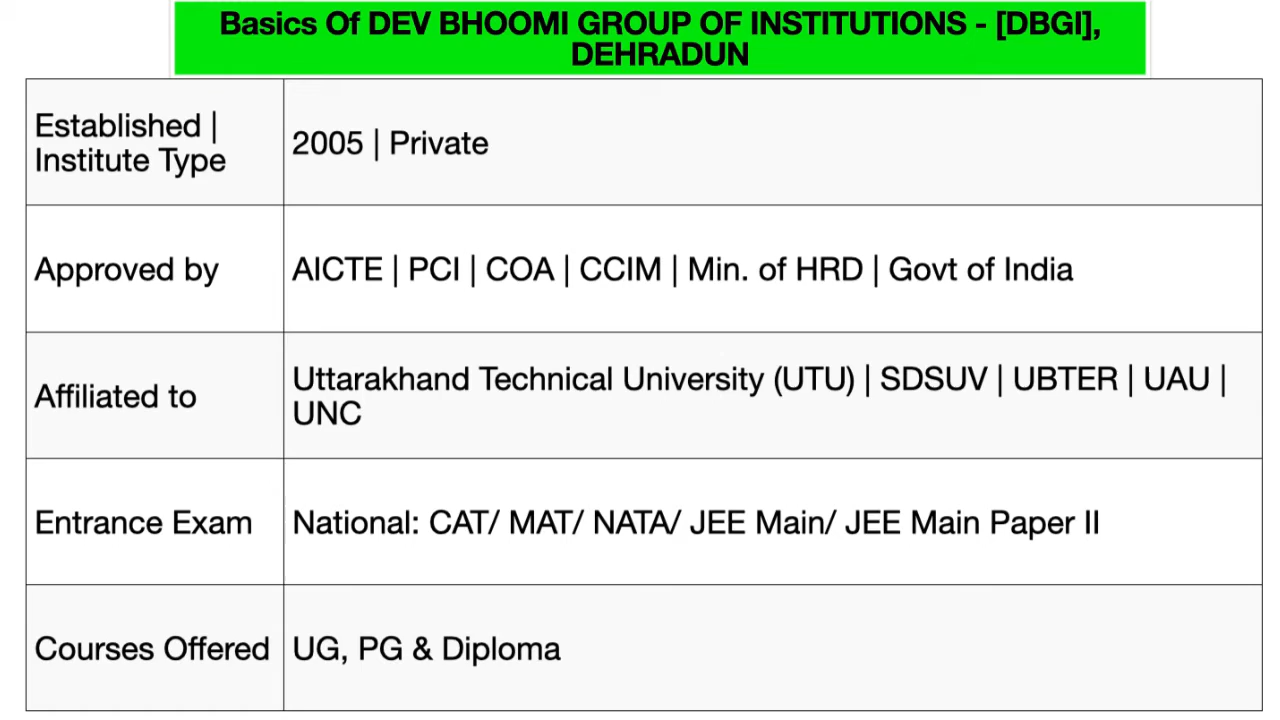 Basics Of DEV BHOOMI GROUP OF INSTITUTIONS - [DBGI],
DEHRADUN
Established |
Institute Type
2005 | Private
Approved by
AICTE | PCI | COA | CCIM | Min. of HRD | Govt of India
Affiliated to
Uttarakhand Technical University (UTU) | SDSUV | UBTER | UAU |
UNC
Entrance Exam
National: CAT/ MAT/ NATA/ JEE Main/ JEE Main Paper II
Courses Offered
UG, PG & Diploma